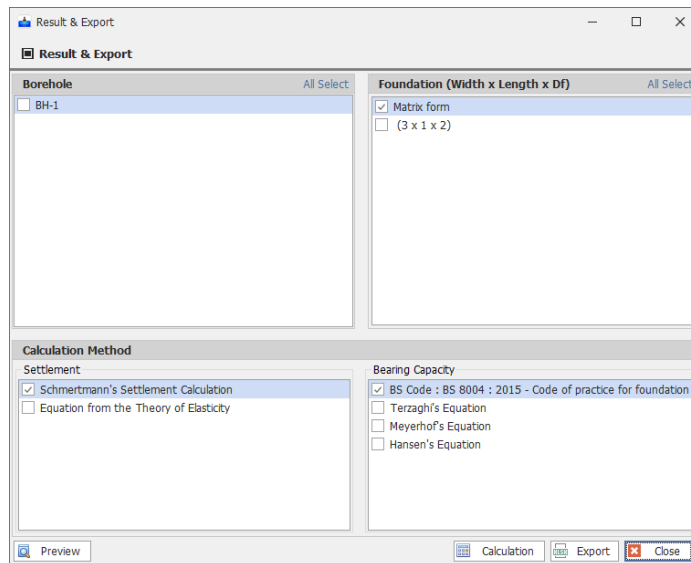 Result & Export
Result & Export
Borehole All Select
BH-1
Foundation (Width x Length x Df) All Select
Matrix form
(3 x 1 x 2)
Calculation Method
Settlement
Schmertmann's Settlement Calculation
Equation from the Theory of Elasticity
Bearing Capacity
BS Code : BS 8004 : 2015 - Code of practice for foundation
Terzaghi's Equation
Meyerhof's Equation
Hansen's Equation
Preview Calculation Export Close